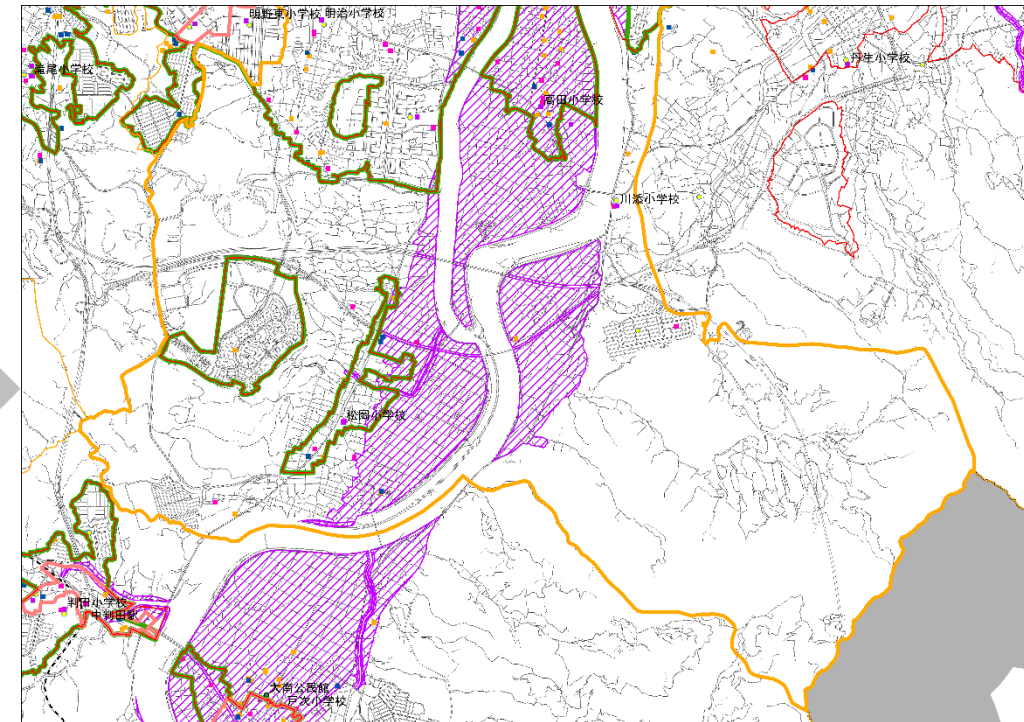 明野東小学校
明治小学校
滝尾小学校
丹生小学校
高田小学校
川添小学校
松岡小学校
判田小学校
中判田駅
大南公民館
戸次小学校